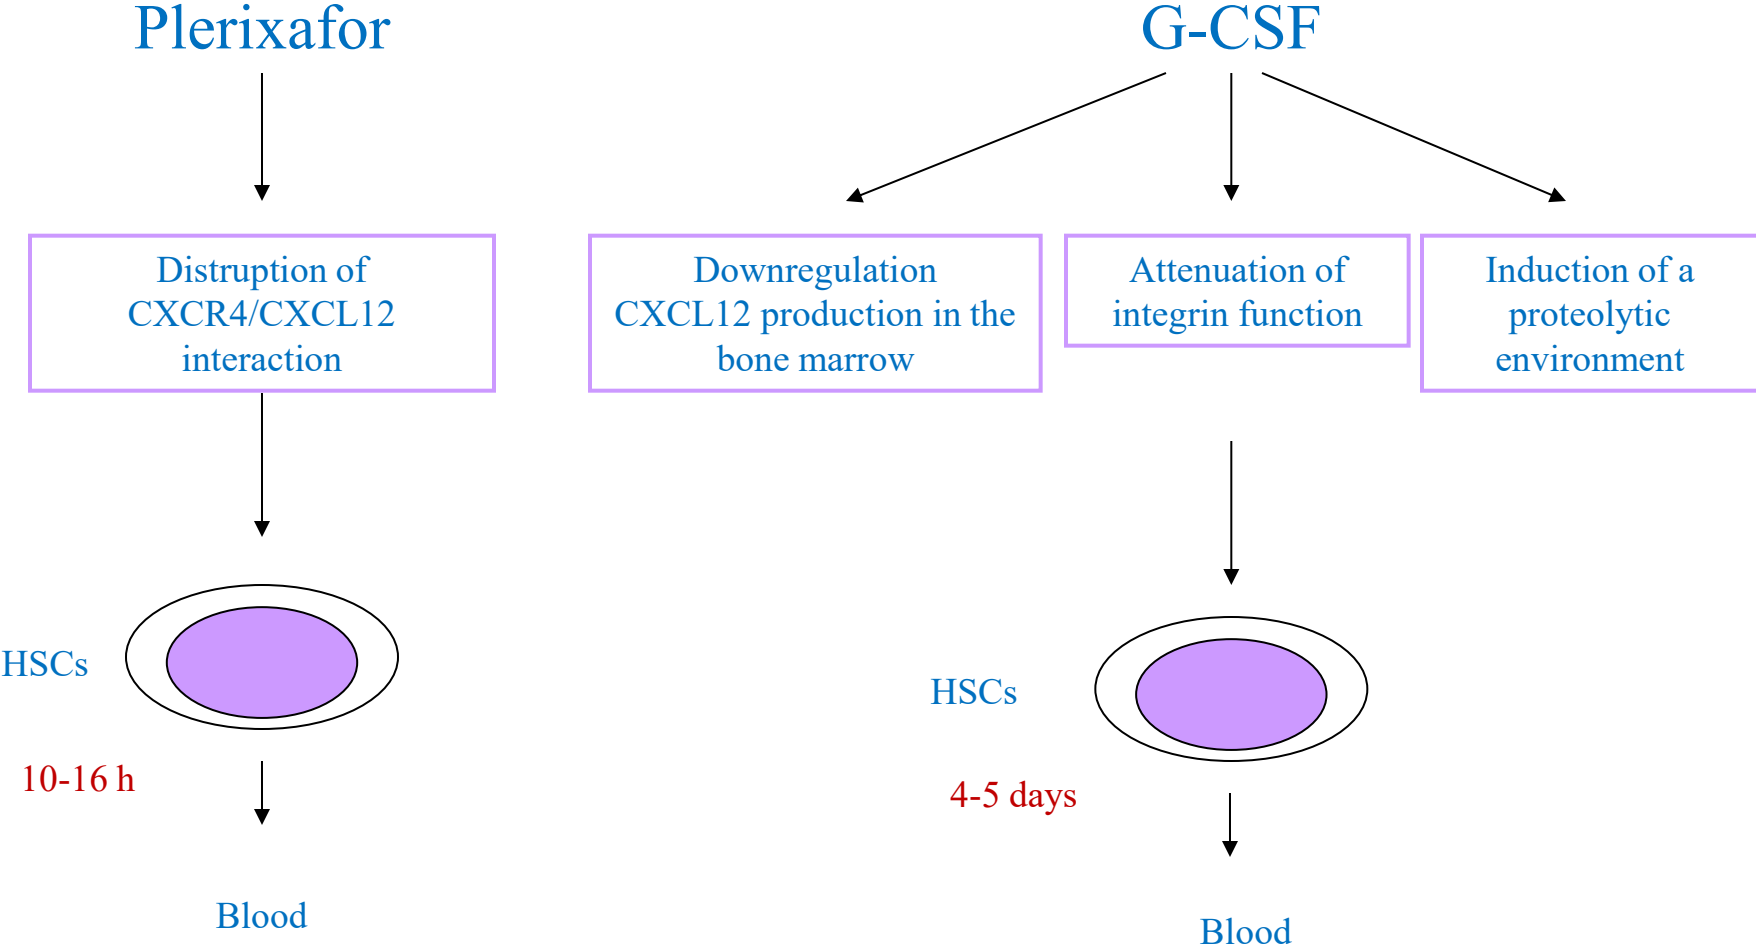 Plerixafor
G-CSF
Distruption of
CXCR4/CXCL12
interaction
Downregulation
CXCL12 production in the
bone marrow
Attenuation of
integrin function
Induction of a
proteolytic
environment
HSCs
10-16 h
Blood
HSCs
4-5 days
Blood